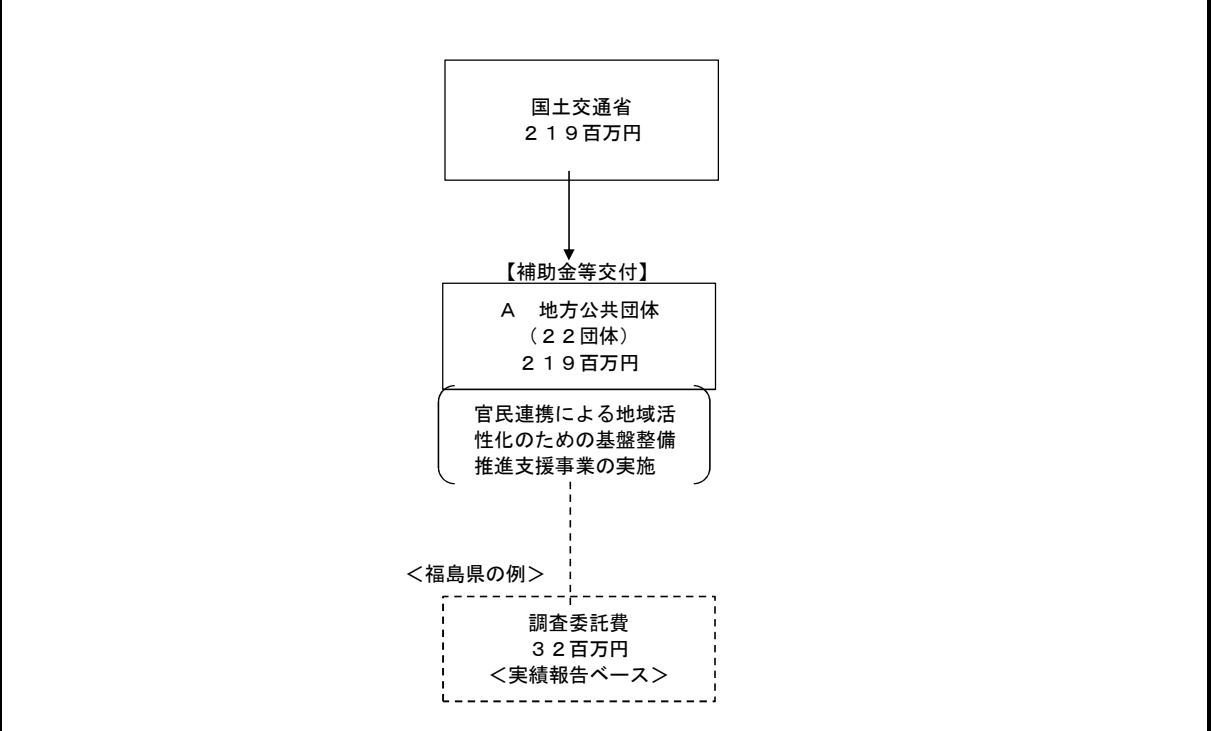 国土交通省
２１９百万円
【補助金等交付】
Ａ　地方公共団体
（２２団体）
２１９百万円
官民連携による地域活
性化のための基盤整備
推進支援事業の実施
＜福島県の例＞
調査委託費
３２百万円
＜実績報告ベース＞